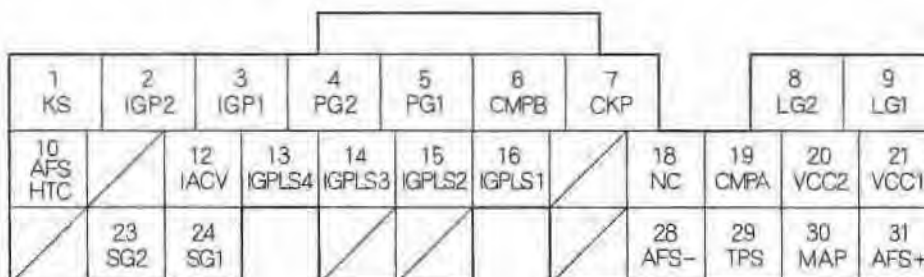 1 2 3 4 5 6 7 8 9
KS IGP2 IGP1 PG2 PG1 CMPB CKP LG2 LG1
10 12 13 14 15 16 18 19 20 21
AFS HTC IACV IGPLS4 IGPLS3 IGPLS2 IGPLS1 NC CMPA VCC2 VCC1
23 24 28 29 30 31
SG2 SG1 AFS- TPS MAP AFS+